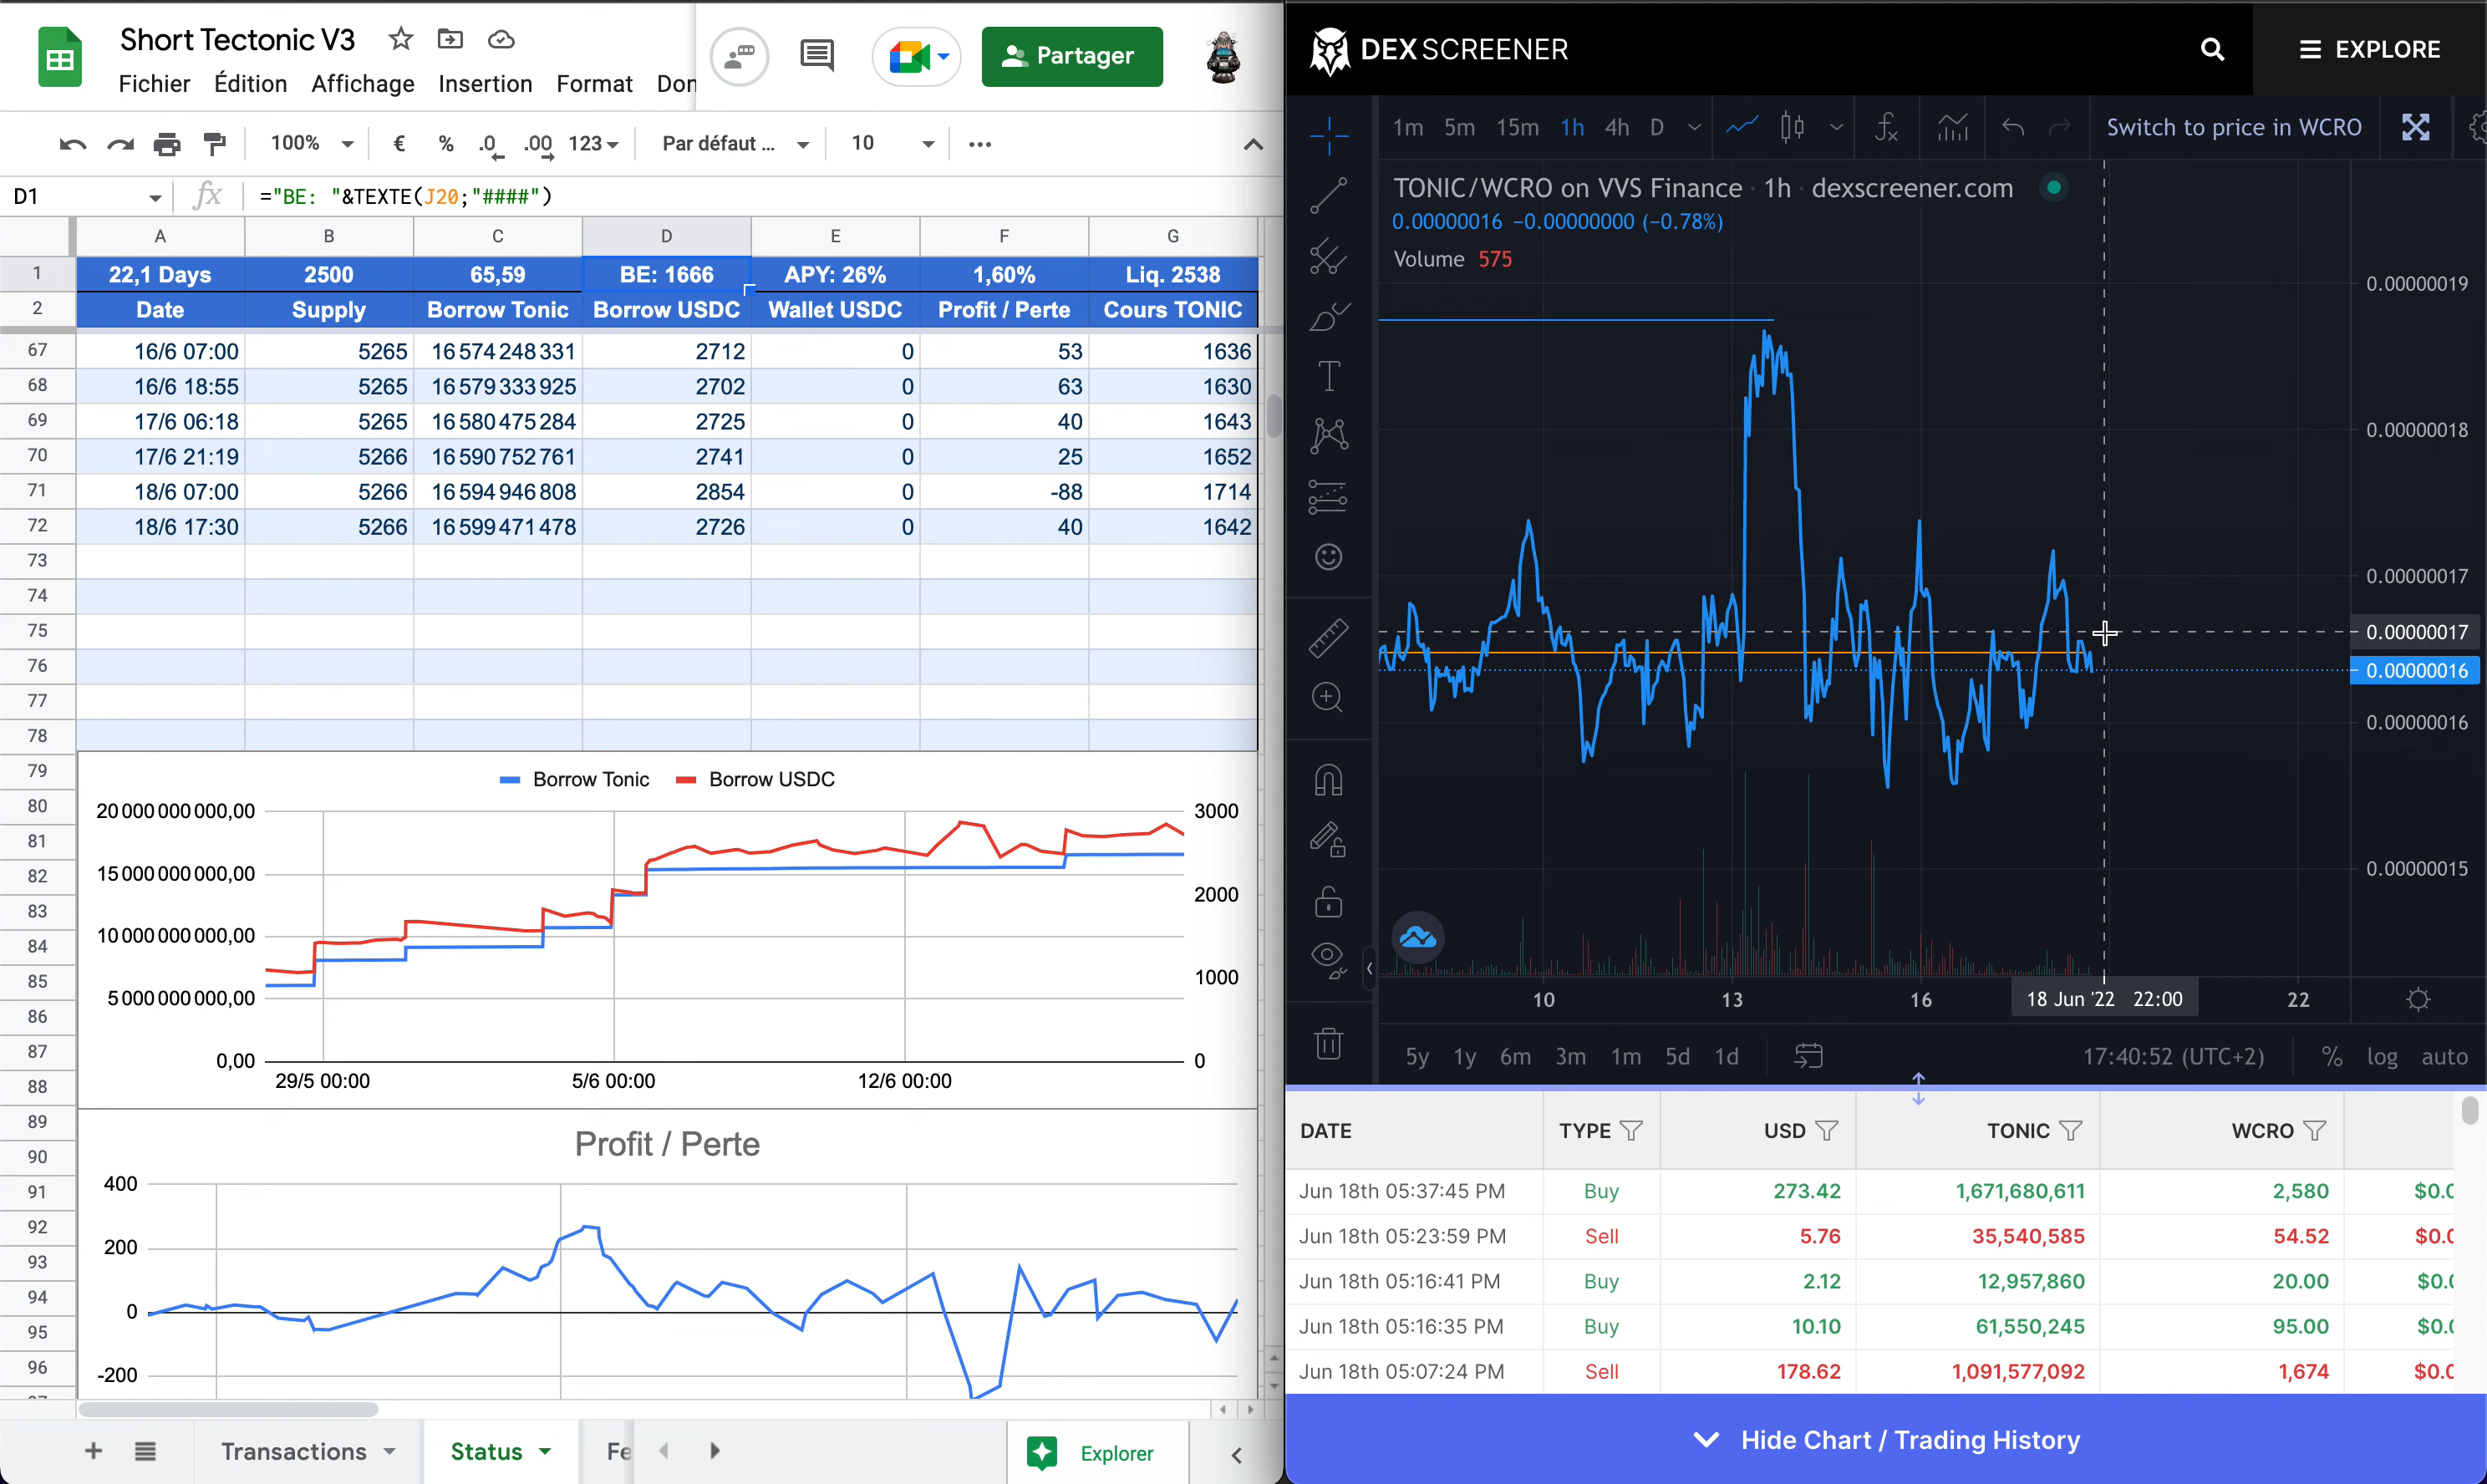 Short Tectonic V3
Fichier Édition Affichage Insertion Format Don
Partager
100% € % .0 .00 123 Par défaut ... 10
D1 fx ="BE: "&TEXTE(J20;"####")
A B C D E F G
1 22,1 Days 2500 65,59 BE: 1666 APY: 26% 1,60% Liq. 2538
2 Date Supply Borrow Tonic Borrow USDC Wallet USDC Profit / Perte Cours TONIC
67 16/6 07:00 5265 16 574 248 331 2712 0 53 1636
68 16/6 18:55 5265 16 579 333 925 2702 0 63 1630
69 17/6 06:18 5265 16 580 475 284 2725 0 40 1643
70 17/6 21:19 5266 16 590 752 761 2741 0 25 1652
71 18/6 07:00 5266 16 594 946 808 2854 0 -88 1714
72 18/6 17:30 5266 16 599 471 478 2726 0 40 1642
73
74
75
76
77
78
79
80
81
82
83
84
85
86
87
88
89
90
91
92
93
94
95
96
Borrow Tonic Borrow USDC
20 000 000 000,00 3000
15 000 000 000,00
2000
10 000 000 000,00
1000
5 000 000 000,00
0,00 0
29/5 00:00 5/6 00:00 12/6 00:00
Profit / Perte
400
200
0
-200
Transactions Status Fe
Explorer
DEXSCREENER
EXPLORE
1m 5m 15m 1h 4h D Switch to price in WCRO
TONIC/WCRO on VVS Finance · 1h · dexscreener.com
0.00000016 −0.00000000 (−0.78%)
Volume 575
0.00000019
0.00000018
0.00000017
0.00000017
0.00000016
0.00000016
0.00000015
10 13 16 18 Jun '22 22:00 22
5y 1y 6m 3m 1m 5d 1d 17:40:52 (UTC+2) % log auto
DATE TYPE USD TONIC WCRO
Jun 18th 05:37:45 PM Buy 273.42 1,671,680,611 2,580 $0.0
Jun 18th 05:23:59 PM Sell 5.76 35,540,585 54.52 $0.0
Jun 18th 05:16:41 PM Buy 2.12 12,957,860 20.00 $0.0
Jun 18th 05:16:35 PM Buy 10.10 61,550,245 95.00 $0.0
Jun 18th 05:07:24 PM Sell 178.62 1,091,577,092 1,674 $0.0
Hide Chart / Trading History